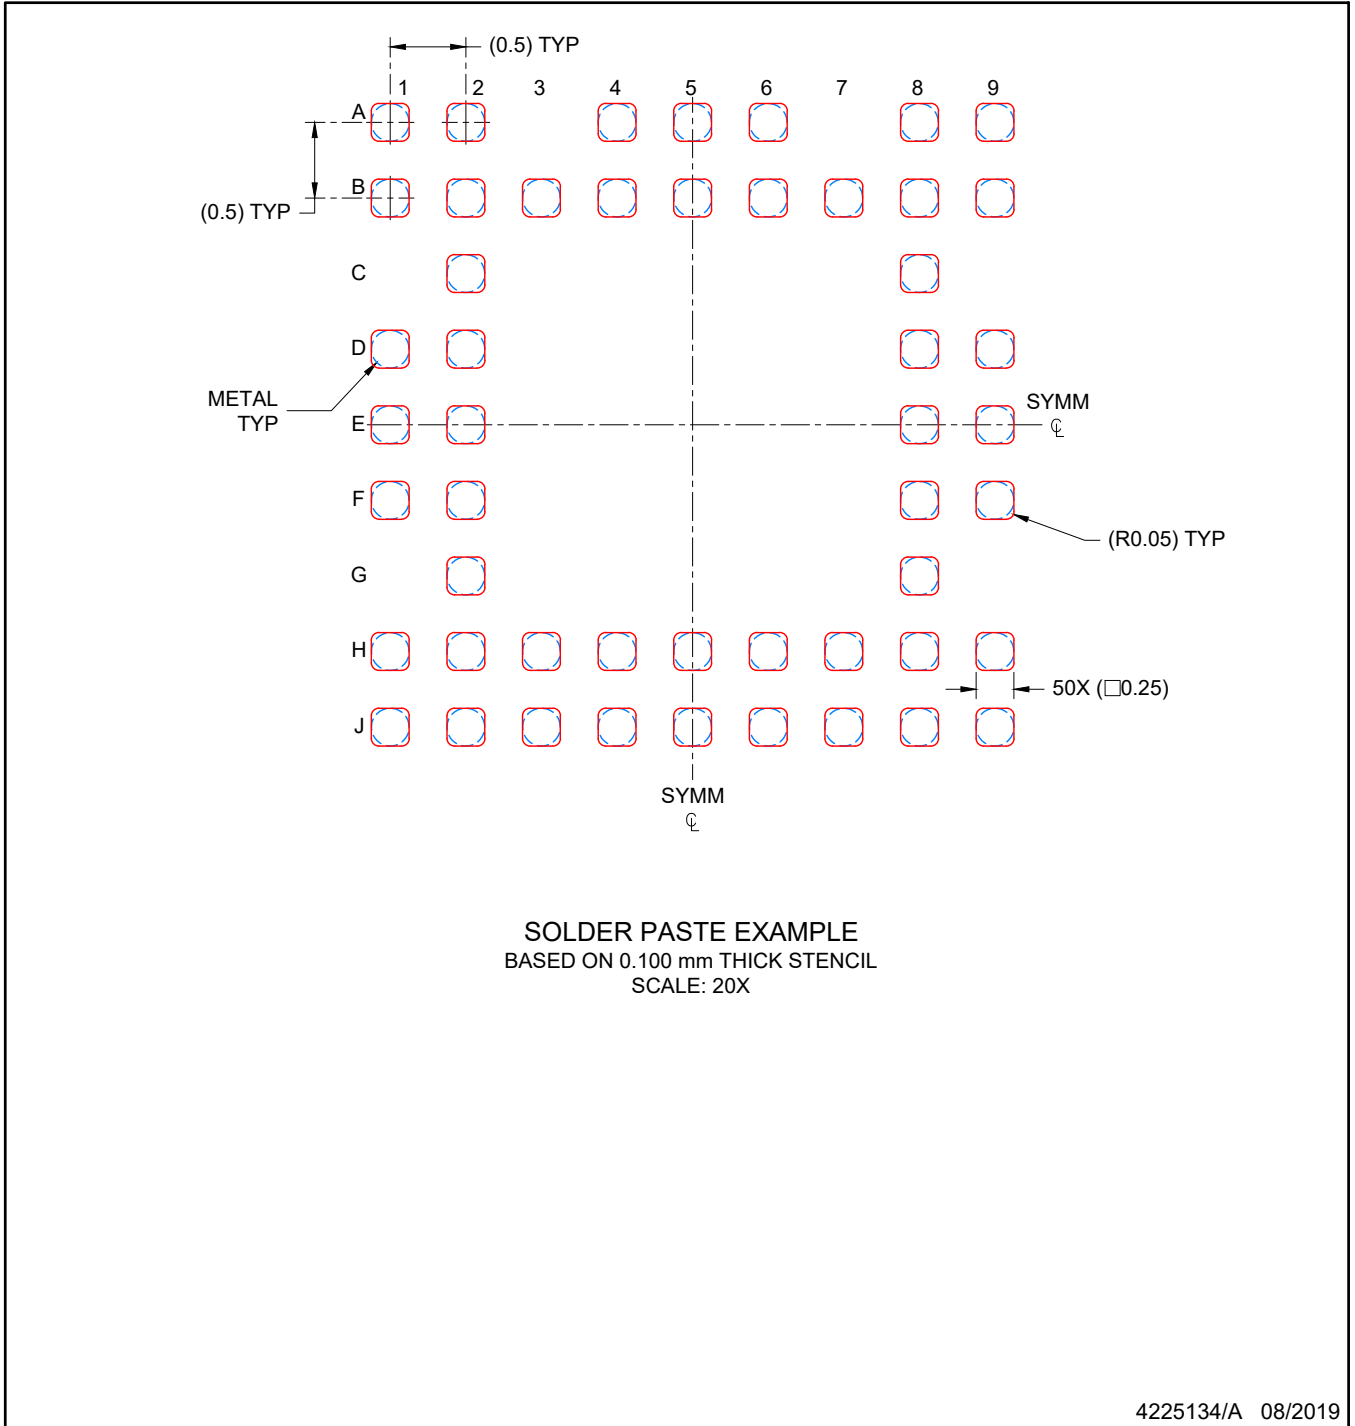 (0.5) TYP
1 2 3 4 5 6 7 8 9
A
B
(0.5) TYP
C
D
METAL
TYP
E
SYMM
℄
F
(R0.05) TYP
G
H
50X (□0.25)
J
SYMM
℄
SOLDER PASTE EXAMPLE
BASED ON 0.100 mm THICK STENCIL
SCALE: 20X
4225134/A 08/2019